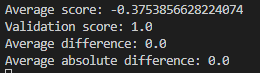 Average score: -0.3753856628224074
Validation score: 1.0
Average difference: 0.0
Average absolute difference: 0.0